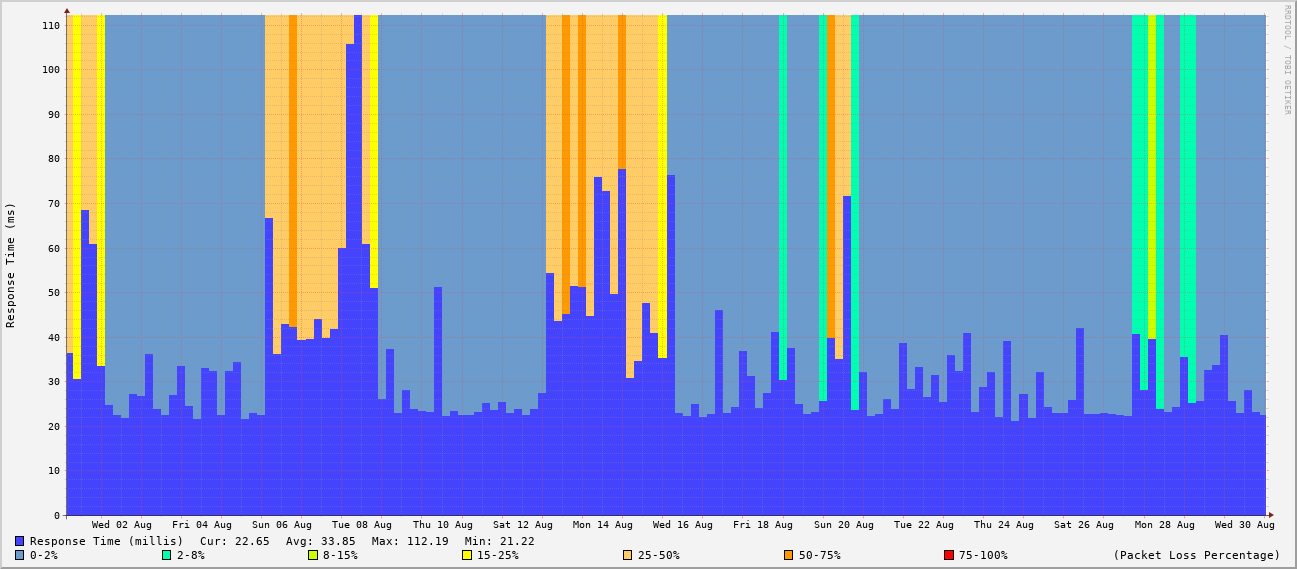 RRDTOOL / TOBI OETIKER
Response Time (ms)
110
100
90
80
70
60
50
40
30
20
10
0
Wed 02 Aug Fri 04 Aug Sun 06 Aug Tue 08 Aug Thu 10 Aug Sat 12 Aug Mon 14 Aug Wed 16 Aug Fri 18 Aug Sun 20 Aug Tue 22 Aug Thu 24 Aug Sat 26 Aug Mon 28 Aug Wed 30 Aug
Response Time (millis) Cur: 22.65 Avg: 33.85 Max: 112.19 Min: 21.22
0-2% 2-8% 8-15% 15-25% 25-50% 50-75% 75-100% (Packet Loss Percentage)